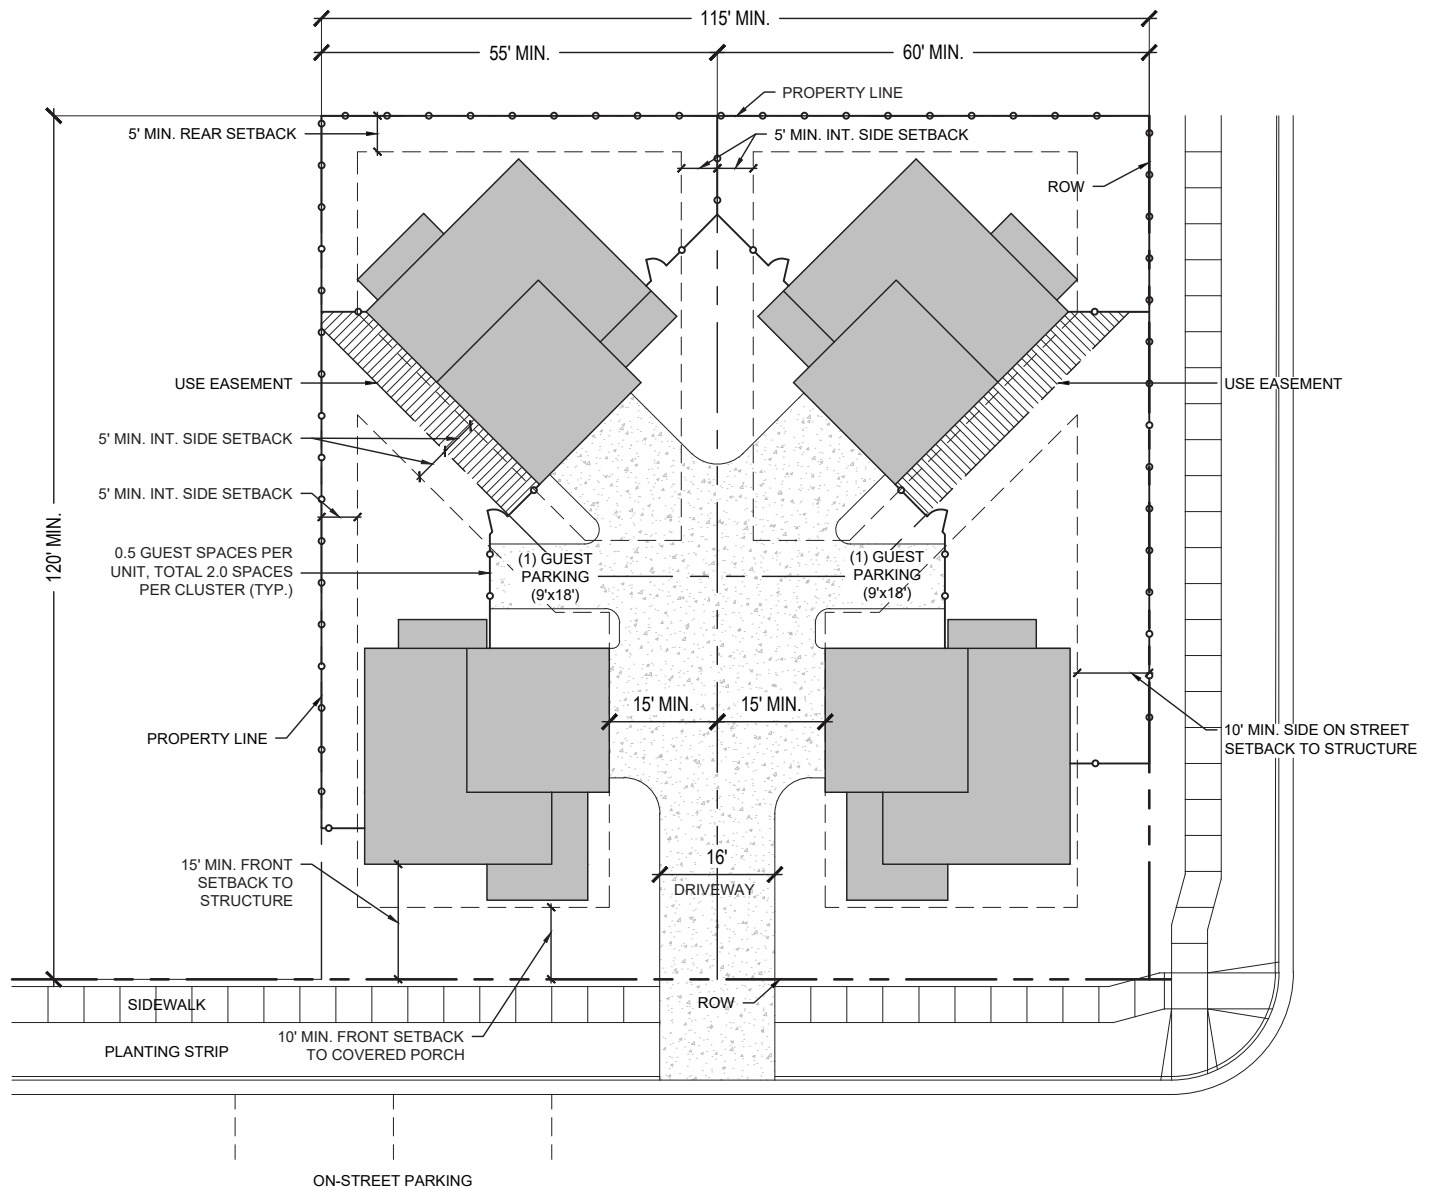 115' MIN.
55' MIN.
60' MIN.
PROPERTY LINE
5' MIN. REAR SETBACK
5' MIN. INT. SIDE SETBACK
ROW
USE EASEMENT
USE EASEMENT
5' MIN. INT. SIDE SETBACK
5' MIN. INT. SIDE SETBACK
120' MIN.
0.5 GUEST SPACES PER
UNIT, TOTAL 2.0 SPACES
PER CLUSTER (TYP.)
(1) GUEST
PARKING
(9'x18')
(1) GUEST
PARKING
(9'x18')
15' MIN.
15' MIN.
PROPERTY LINE
10' MIN. SIDE ON STREET
SETBACK TO STRUCTURE
15' MIN. FRONT
SETBACK TO
STRUCTURE
16'
DRIVEWAY
SIDEWALK
ROW
10' MIN. FRONT SETBACK
TO COVERED PORCH
PLANTING STRIP
ON-STREET PARKING